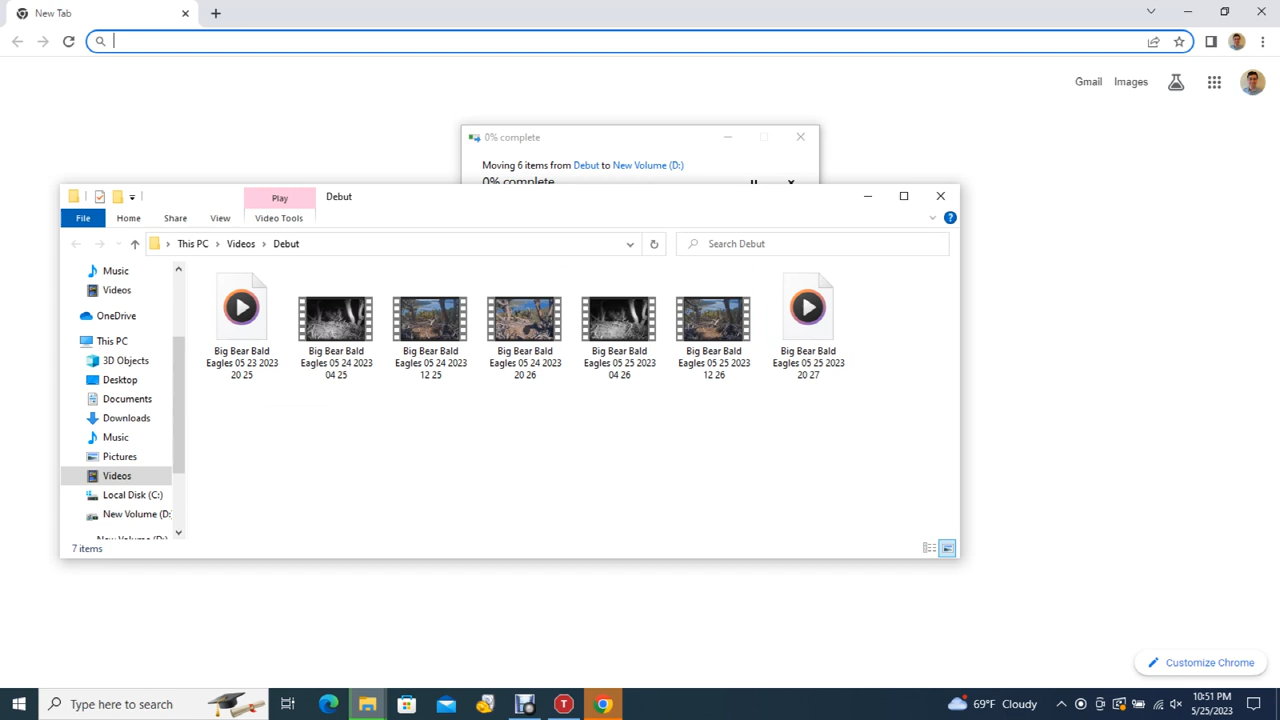 New Tab
Gmail
Images
0% complete
Moving 6 items from Debut to New Volume (D:)
0% complete
Play
Debut
File
Home
Share
View
Video Tools
This PC
Videos
Debut
Search Debut
Music
Videos
OneDrive
This PC
3D Objects
Desktop
Documents
Downloads
Music
Pictures
Videos
Local Disk (C:)
New Volume (D:
New Volume (D:)
Big Bear Bald
Eagles 05 23 2023
20 25
Big Bear Bald
Eagles 05 24 2023
04 25
Big Bear Bald
Eagles 05 24 2023
12 25
Big Bear Bald
Eagles 05 24 2023
20 26
Big Bear Bald
Eagles 05 25 2023
04 26
Big Bear Bald
Eagles 05 25 2023
12 26
Big Bear Bald
Eagles 05 25 2023
20 27
7 items
Customize Chrome
Type here to search
T
69°F Cloudy
10:51 PM
5/25/2023